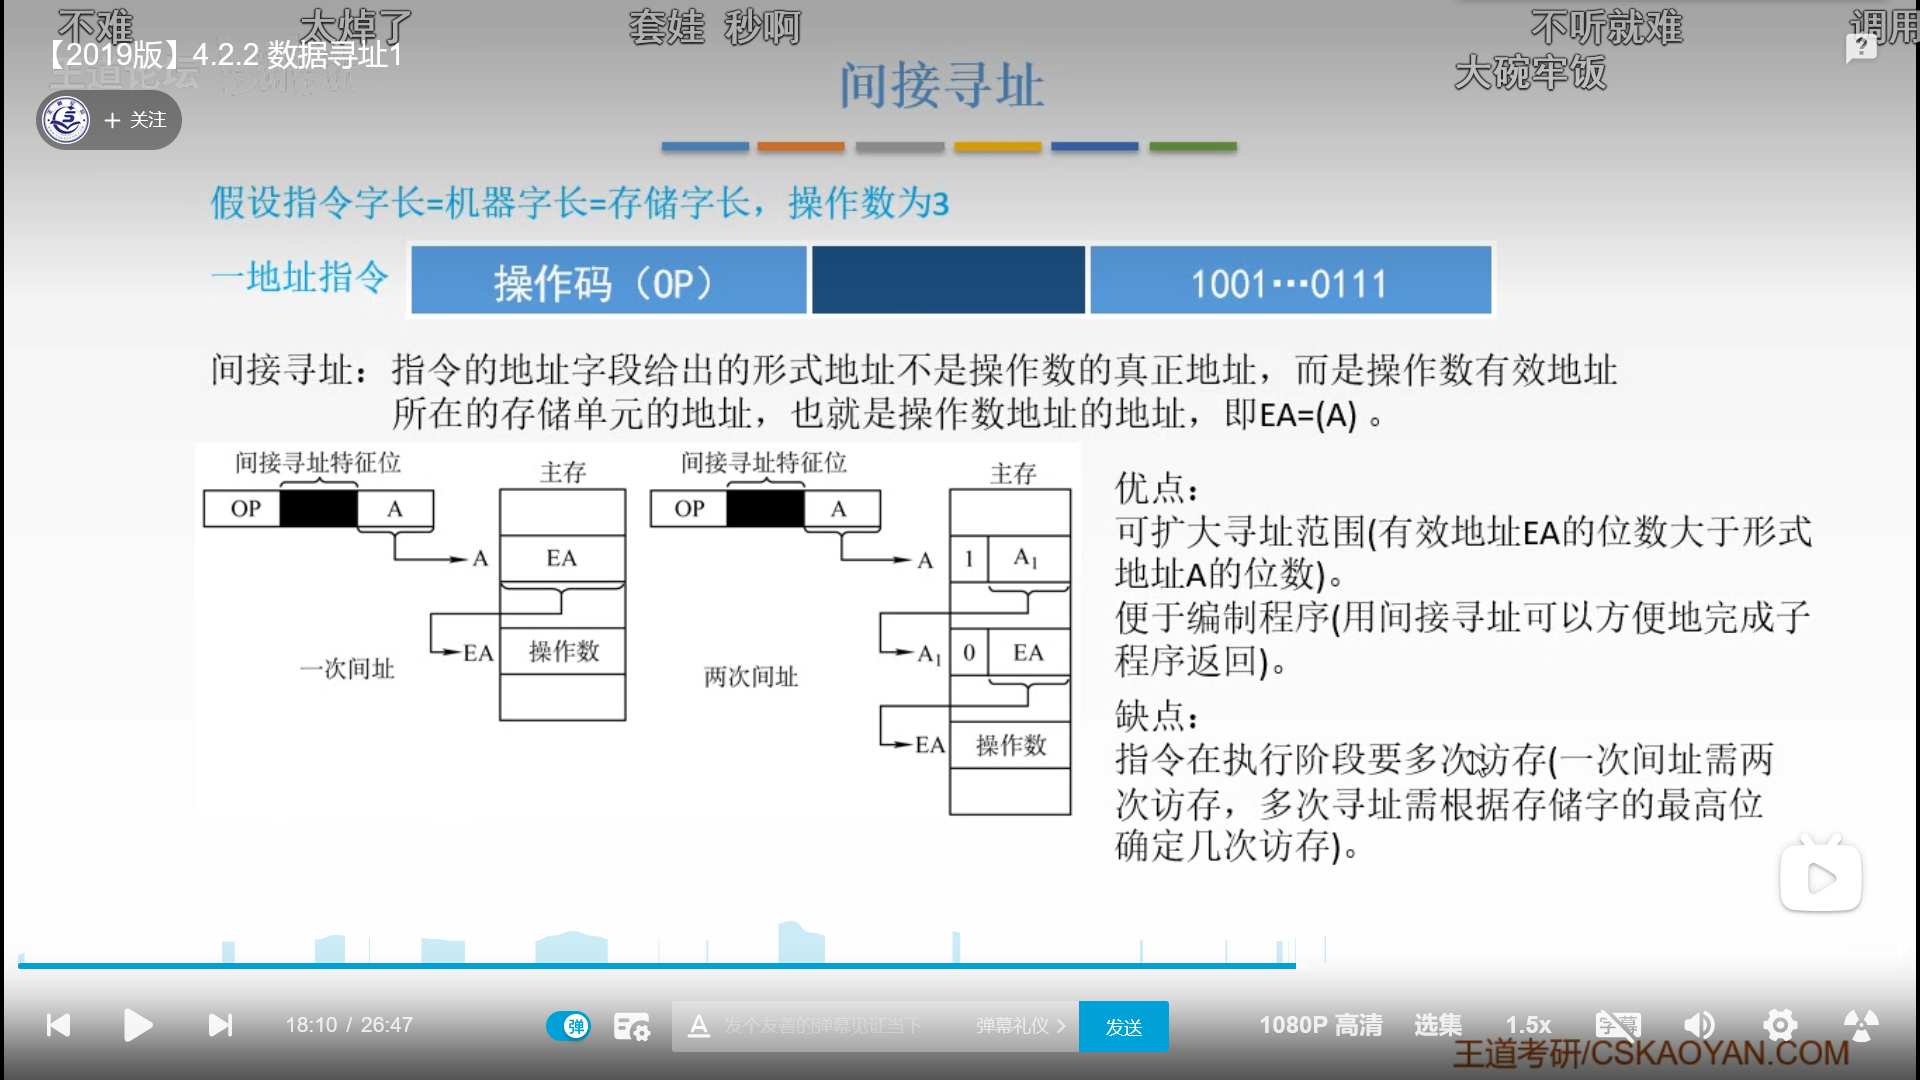 不难
太焯了
套娃 秒啊
不听就难
调用
【2019版】4.2.2 数据寻址1
大碗牢饭
+ 关注
间接寻址
假设指令字长=机器字长=存储字长，操作数为3
一地址指令
操作码（OP）
1001…0111
间接寻址：指令的地址字段给出的形式地址不是操作数的真正地址，而是操作数有效地址
所在的存储单元的地址，也就是操作数地址的地址，即EA=(A) 。
间接寻址特征位
主存
OP
A
A
EA
EA
操作数
一次间址
间接寻址特征位
主存
OP
A
A
1
A1
A1
0
EA
EA
操作数
两次间址
优点：
可扩大寻址范围(有效地址EA的位数大于形式
地址A的位数)。
便于编制程序(用间接寻址可以方便地完成子
程序返回)。
缺点：
指令在执行阶段要多次访存(一次间址需两
次访存，多次寻址需根据存储字的最高位
确定几次访存)。
18:10 / 26:47
弹
A 发个友善的弹幕见证当下
弹幕礼仪 >
发送
1080P 高清
选集
1.5x
字幕
王道考研/CSKAOYAN.COM